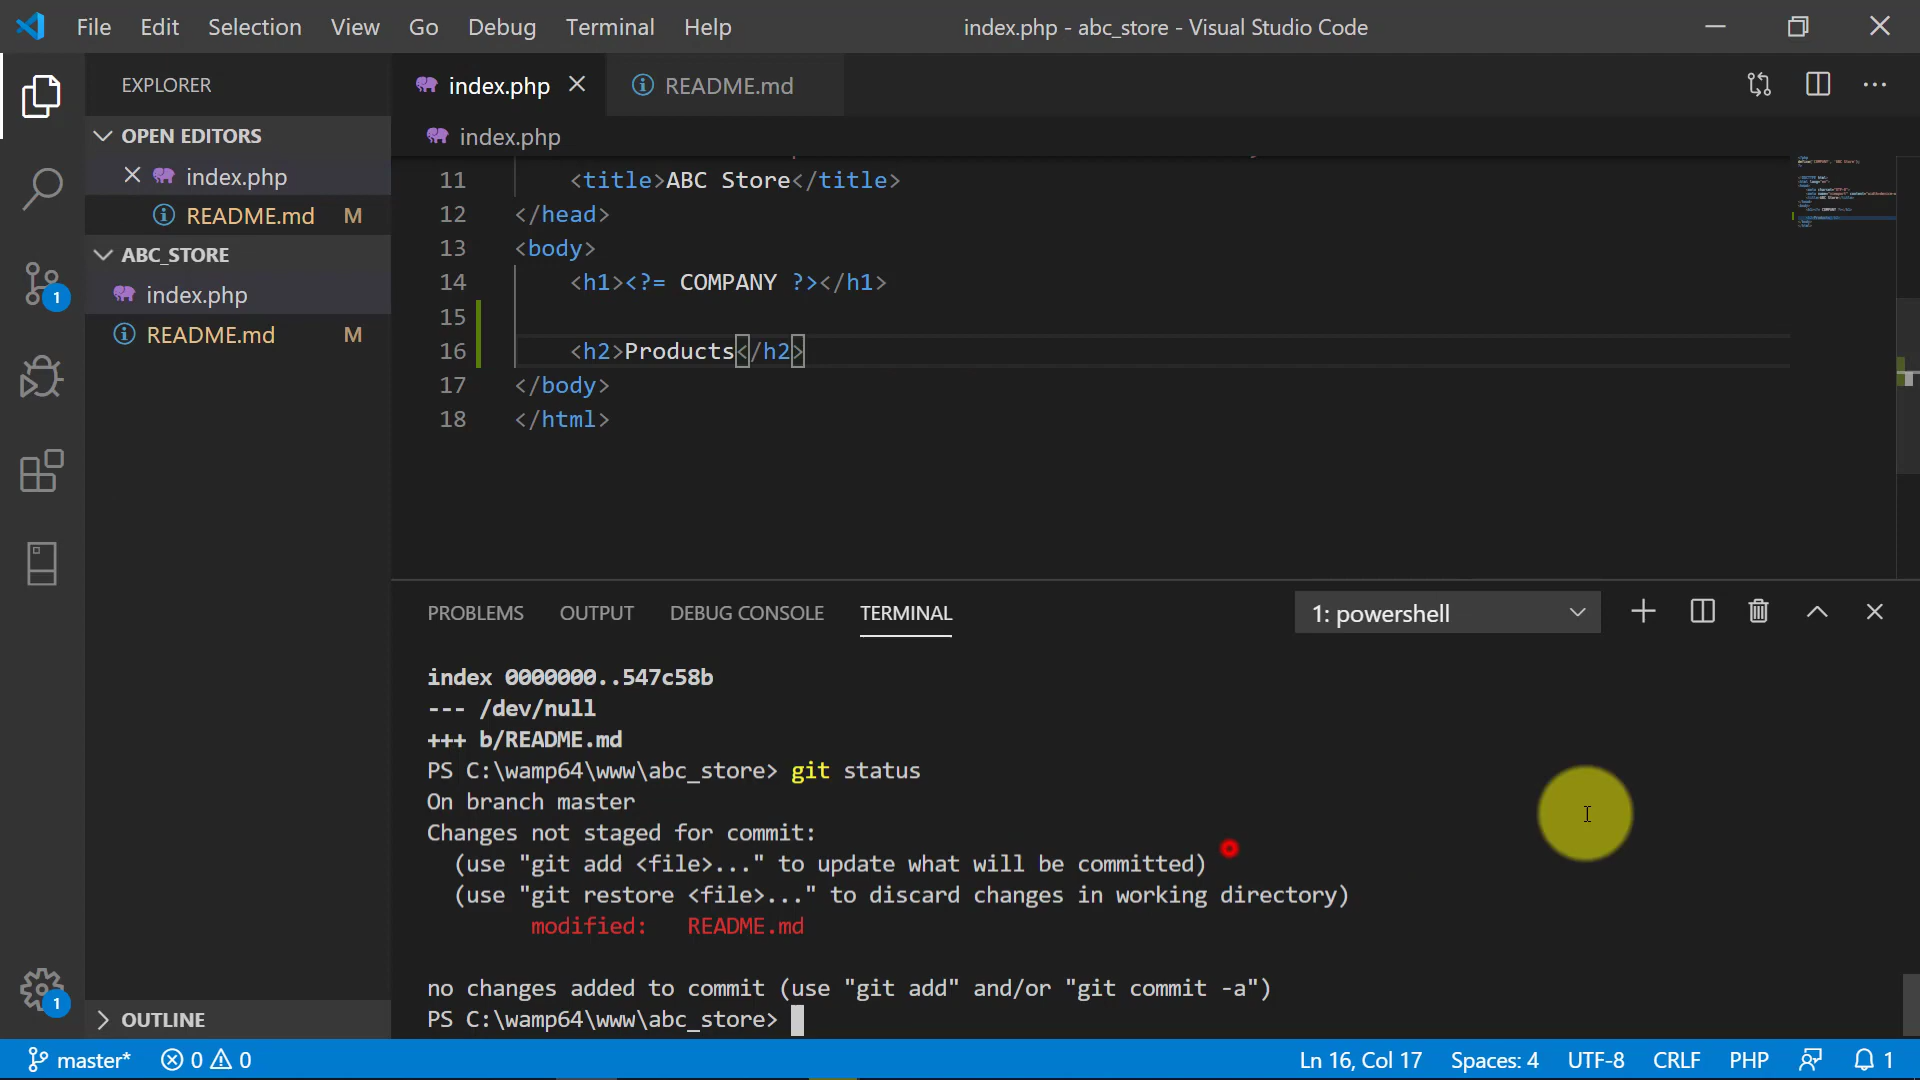 File Edit Selection View Go Debug Terminal Help index.php - abc_store - Visual Studio Code
EXPLORER
OPEN EDITORS
index.php
README.md M
ABC_STORE
index.php
README.md M
OUTLINE
1
1
index.php README.md
index.php
11 <title>ABC Store</title>
12 </head>
13 <body>
14 <h1><?= COMPANY ?></h1>
15
16 <h2>Products</h2>
17 </body>
18 </html>
PROBLEMS OUTPUT DEBUG CONSOLE TERMINAL 1: powershell
index 0000000..547c58b
--- /dev/null
+++ b/README.md
PS C:\wamp64\www\abc_store> git status
On branch master
Changes not staged for commit:
(use "git add <file>..." to update what will be committed)
(use "git restore <file>..." to discard changes in working directory)
modified: README.md
no changes added to commit (use "git add" and/or "git commit -a")
PS C:\wamp64\www\abc_store>
master* 0 0 Ln 16, Col 17 Spaces: 4 UTF-8 CRLF PHP 1